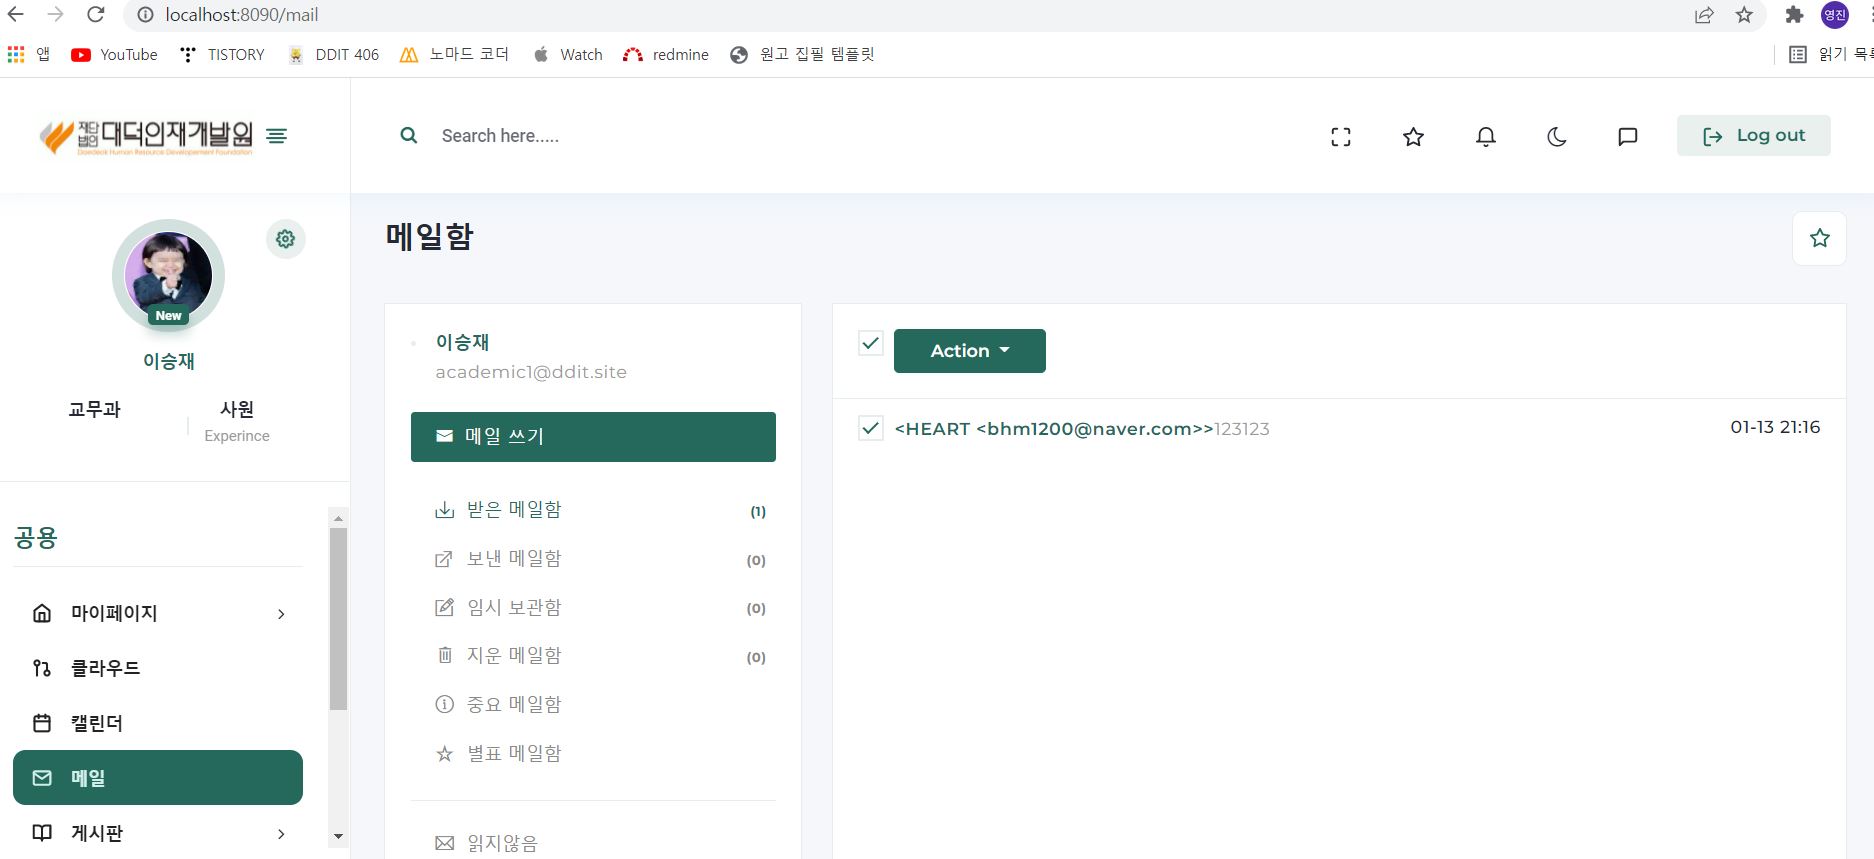 localhost:8090/mail
영진
앱 YouTube TISTORY DDIT 406 노마드 코더 Watch redmine 원고 집필 템플릿 읽기 목록
재단법인 대덕인재개발원
Daedeok Human Resource Developement Foundation
Search here.....
Log out
New
이승재
교무과 사원
Experince
공용
마이페이지
클라우드
캘린더
메일
게시판
메일함
이승재
academic1@ddit.site
메일 쓰기
받은 메일함 (1)
보낸 메일함 (0)
임시 보관함 (0)
지운 메일함 (0)
중요 메일함
별표 메일함
읽지않음
Action
<HEART <bhm1200@naver.com>>123123 01-13 21:16